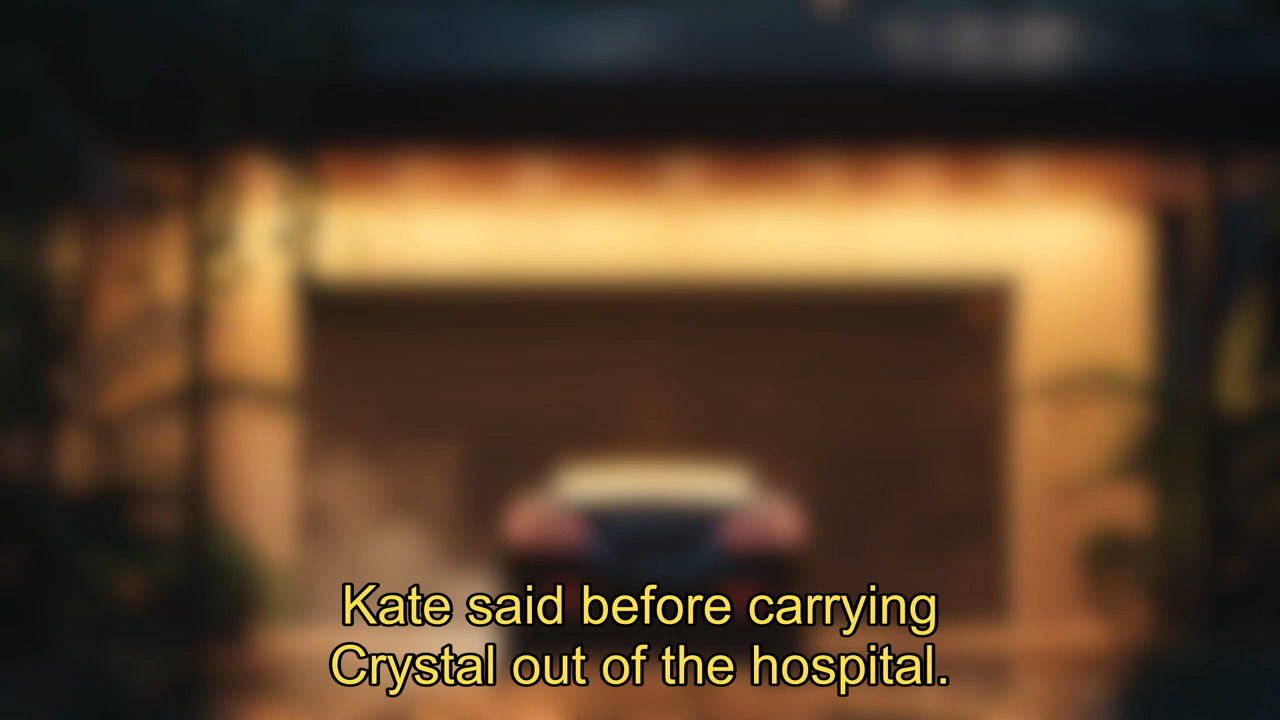 Kate said before carrying
Crystal out of the hospital.